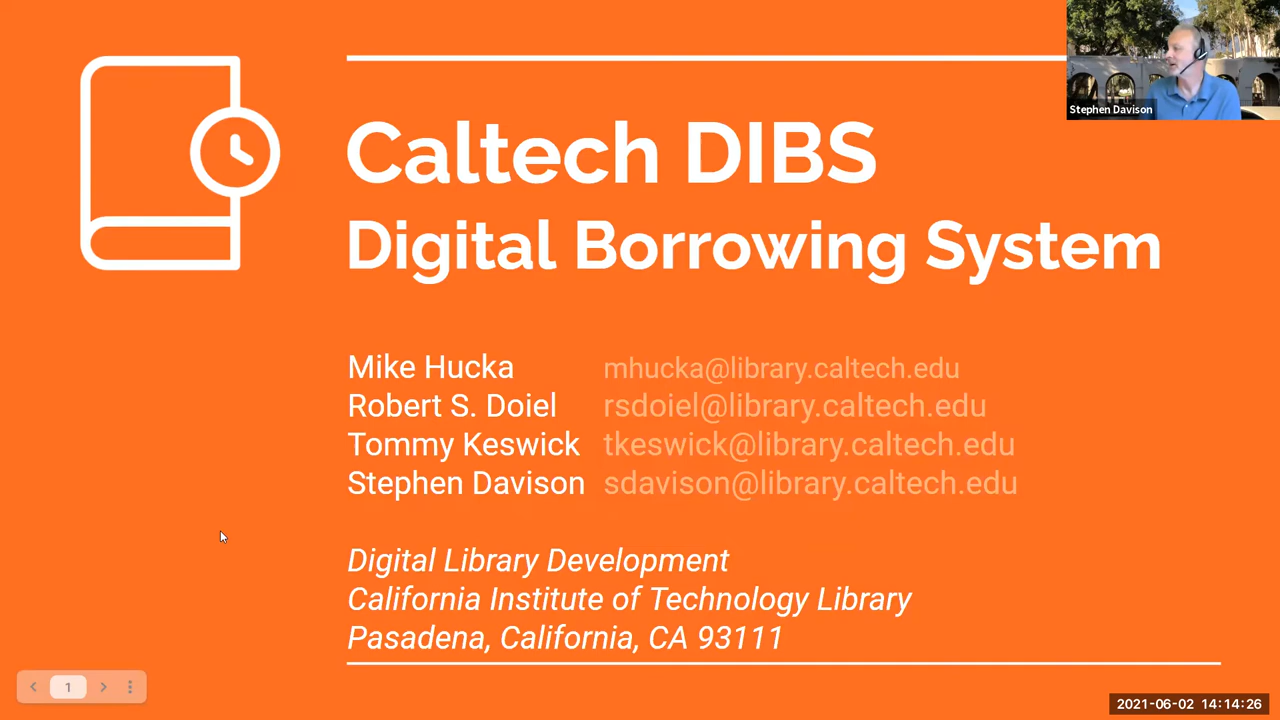 Stephen Davison
Caltech DIBS
Digital Borrowing System
Mike Hucka mhucka@library.caltech.edu
Robert S. Doiel rsdoiel@library.caltech.edu
Tommy Keswick tkeswick@library.caltech.edu
Stephen Davison sdavison@library.caltech.edu
Digital Library Development
California Institute of Technology Library
Pasadena, California, CA 93111
1
2021-06-02 14:14:26